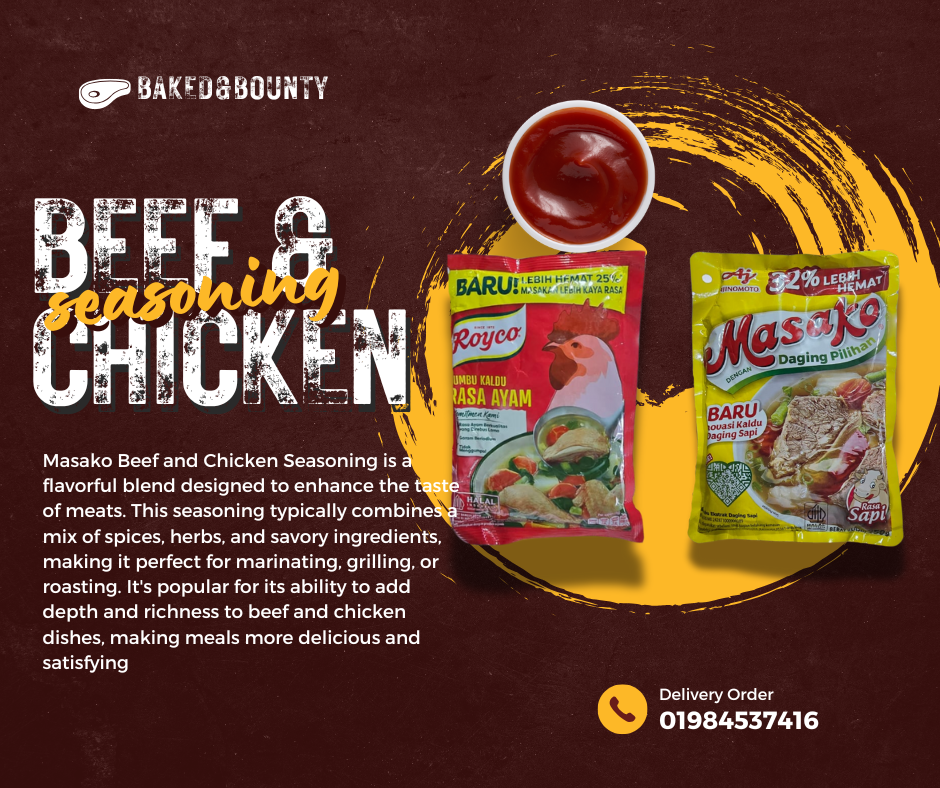 BAKED&BOUNTY
BEEF &
seasoning
CHICKEN
Masako Beef and Chicken Seasoning is a
flavorful blend designed to enhance the taste
of meats. This seasoning typically combines a
mix of spices, herbs, and savory ingredients,
making it perfect for marinating, grilling, or
roasting. It's popular for its ability to add
depth and richness to beef and chicken
dishes, making meals more delicious and
satisfying
BARU! LEBIH HEMAT 25%
MASAKAN LEBIH KAYA RASA
Royco
UMBU KALDU
RASA AYAM
HALAL
Aji
INOMOTO
32% LEBIH
HEMAT
Masako
DENGAN Daging Pilihan
BARU
novasi Kaldu
Daging Sapi
Rasa
Sapi
Delivery Order
01984537416